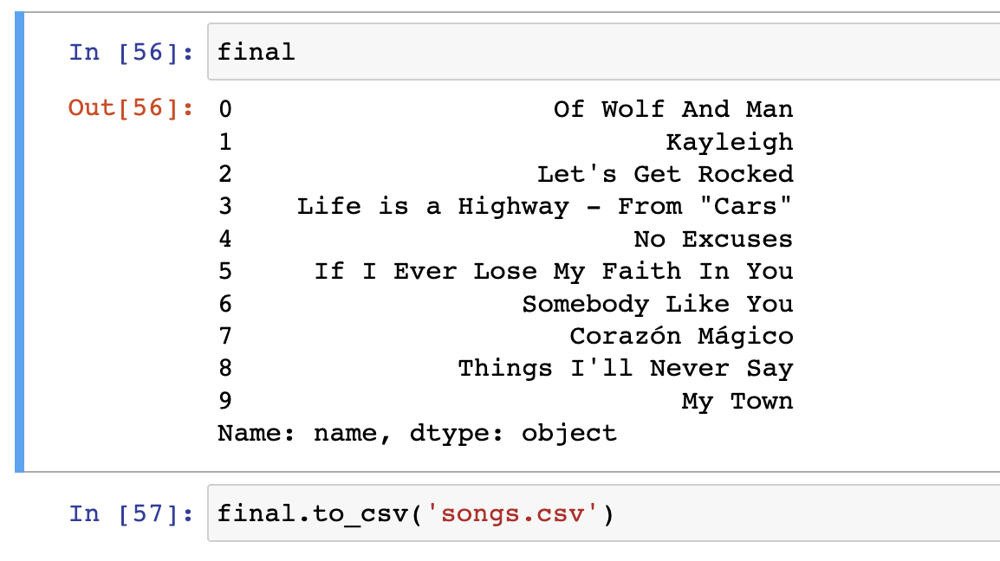 In [56]: final
Out[56]: 0 Of Wolf And Man
1 Kayleigh
2 Let's Get Rocked
3 Life is a Highway - From "Cars"
4 No Excuses
5 If I Ever Lose My Faith In You
6 Somebody Like You
7 Corazón Mágico
8 Things I'll Never Say
9 My Town
Name: name, dtype: object
In [57]: final.to_csv('songs.csv')